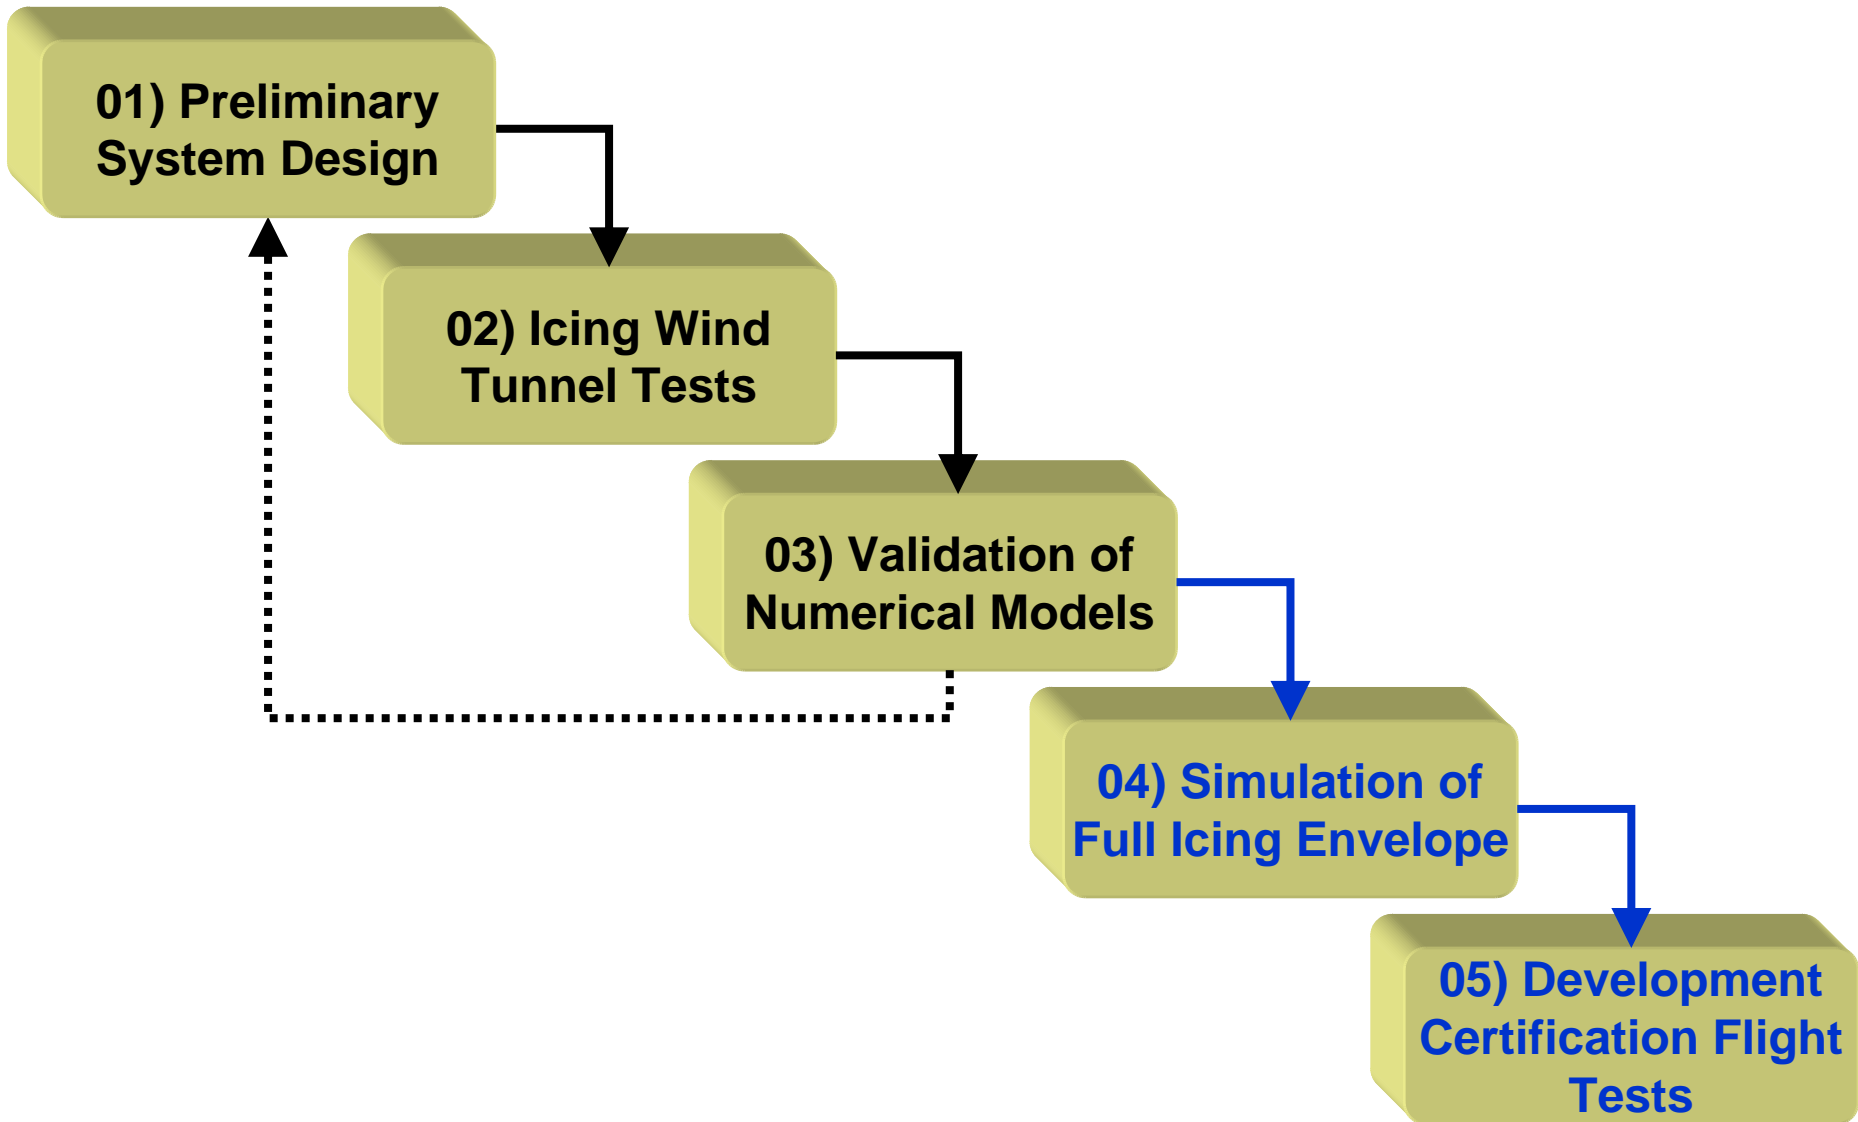 01) Preliminary
System Design
02) Icing Wind
Tunnel Tests
03) Validation of
Numerical Models
04) Simulation of
Full Icing Envelope
05) Development
Certification Flight
Tests